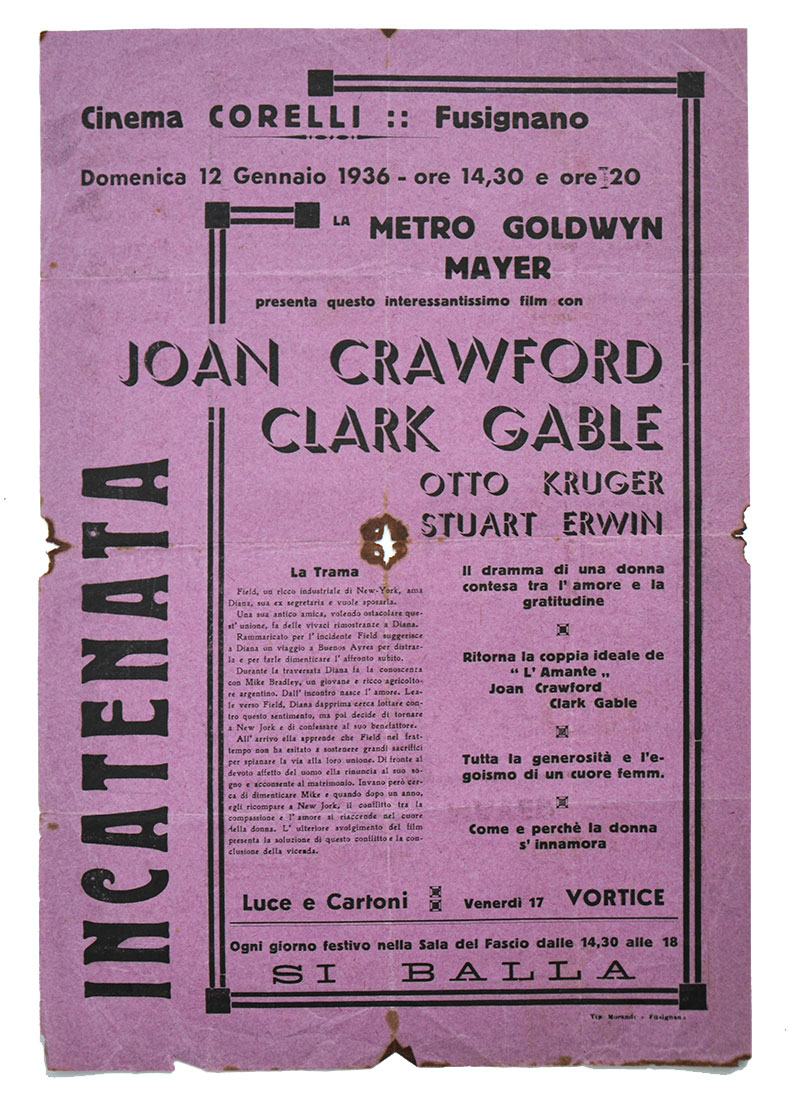 Cinema CORELLI :: Fusignano
Domenica 12 Gennaio 1936 - ore 14,30 e ore 20
LA METRO GOLDWYN
MAYER
presenta questo interessantissimo film con
JOAN CRAWFORD
CLARK GABLE
OTTO KRUGER
STUART ERWIN
INCATENATA
La Trama
Field, un ricco industriale di New-York, ama
Diana, sua ex segretaria e vuole sposarla.
Una sua antico amica, volendo ostacolare que-
st' unione, fa delle vivaci rimostranze a Diana.
Rammaricato per l' incidente Field suggerisce
a Diana un viaggio a Buenos Ayres per distrar-
la e per farle dimenticare l' affronto subito.
Durante la traversata Diana fa la conoscenza
con Mike Bradley, un giovane e ricco agricolto-
re argentino. Dall' incontro nasce l' amore. Lea-
le verso Field, Diana dapprima cerca lottare con-
tro questo sentimento, ma poi decide di tornare
a New Jork e di confessare al suo benefattore.
All' arrivo ella apprende che Field nel frat-
tempo non ha esitato a sostenere grandi sacrifici
per spianare la via alla loro unione. Di fronte al
devoto affetto del uomo ella rinuncia al suo so-
gno e acconsente al matrimonio. Invano però cer-
ca di dimenticare Mike e quando dopo un anno,
egli ricompare a New Jork, il conflitto tra la
compassione e l' amore si riaccende nel cuore
della donna. L' ulteriore avolgimento del film
presenta la soluzione di questo conflitto e la con-
clusione della vicenda.
Il dramma di una donna
contesa tra l' amore e la
gratitudine
Ritorna la coppia ideale de
“ L' Amante „
Joan Crawford
Clark Gable
Tutta la generosità e l'e-
goismo di un cuore femm.
Come e perchè la donna
s' innamora
Luce e Cartoni Venerdì 17 VORTICE
Ogni giorno festivo nella Sala del Fascio dalle 14,30 alle 18
SI BALLA
Tip. Morandi - Fusignano